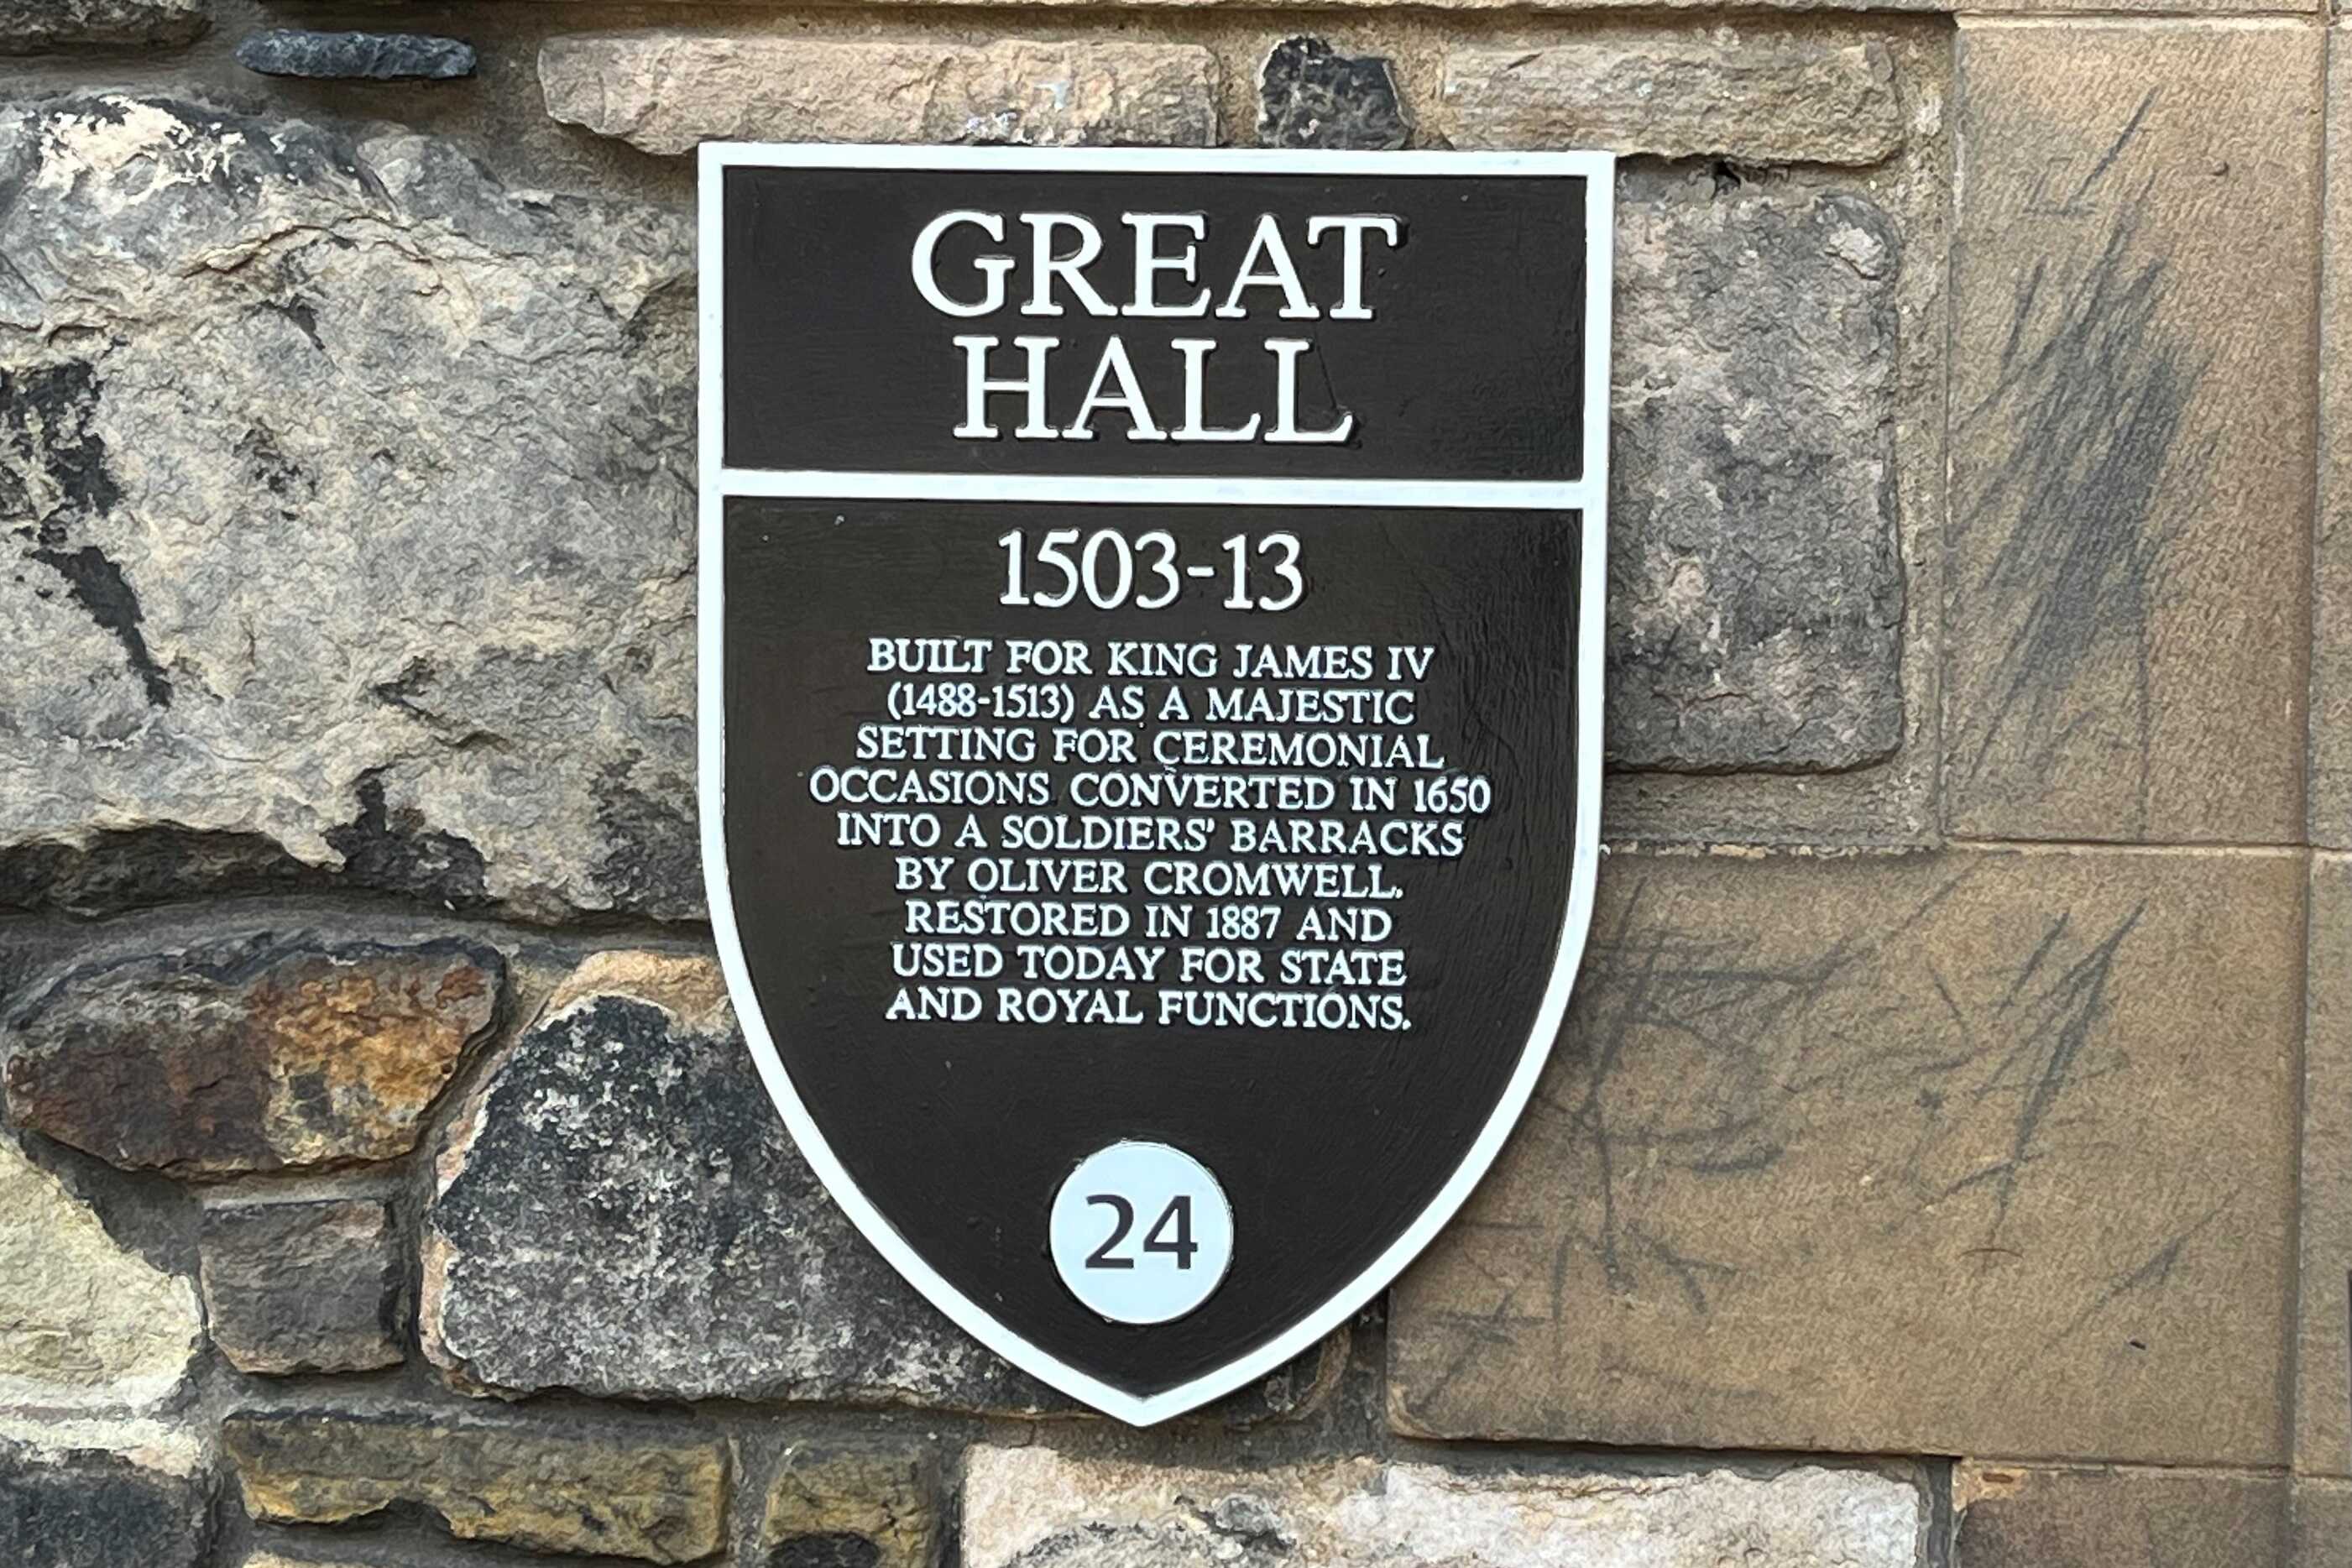 GREAT
HALL
1503-13
BUILT FOR KING JAMES IV
(1488-1513) AS A MAJESTIC
SETTING FOR CEREMONIAL
OCCASIONS CONVERTED IN 1650
INTO A SOLDIERS' BARRACKS
BY OLIVER CROMWELL.
RESTORED IN 1887 AND
USED TODAY FOR STATE
AND ROYAL FUNCTIONS.
24